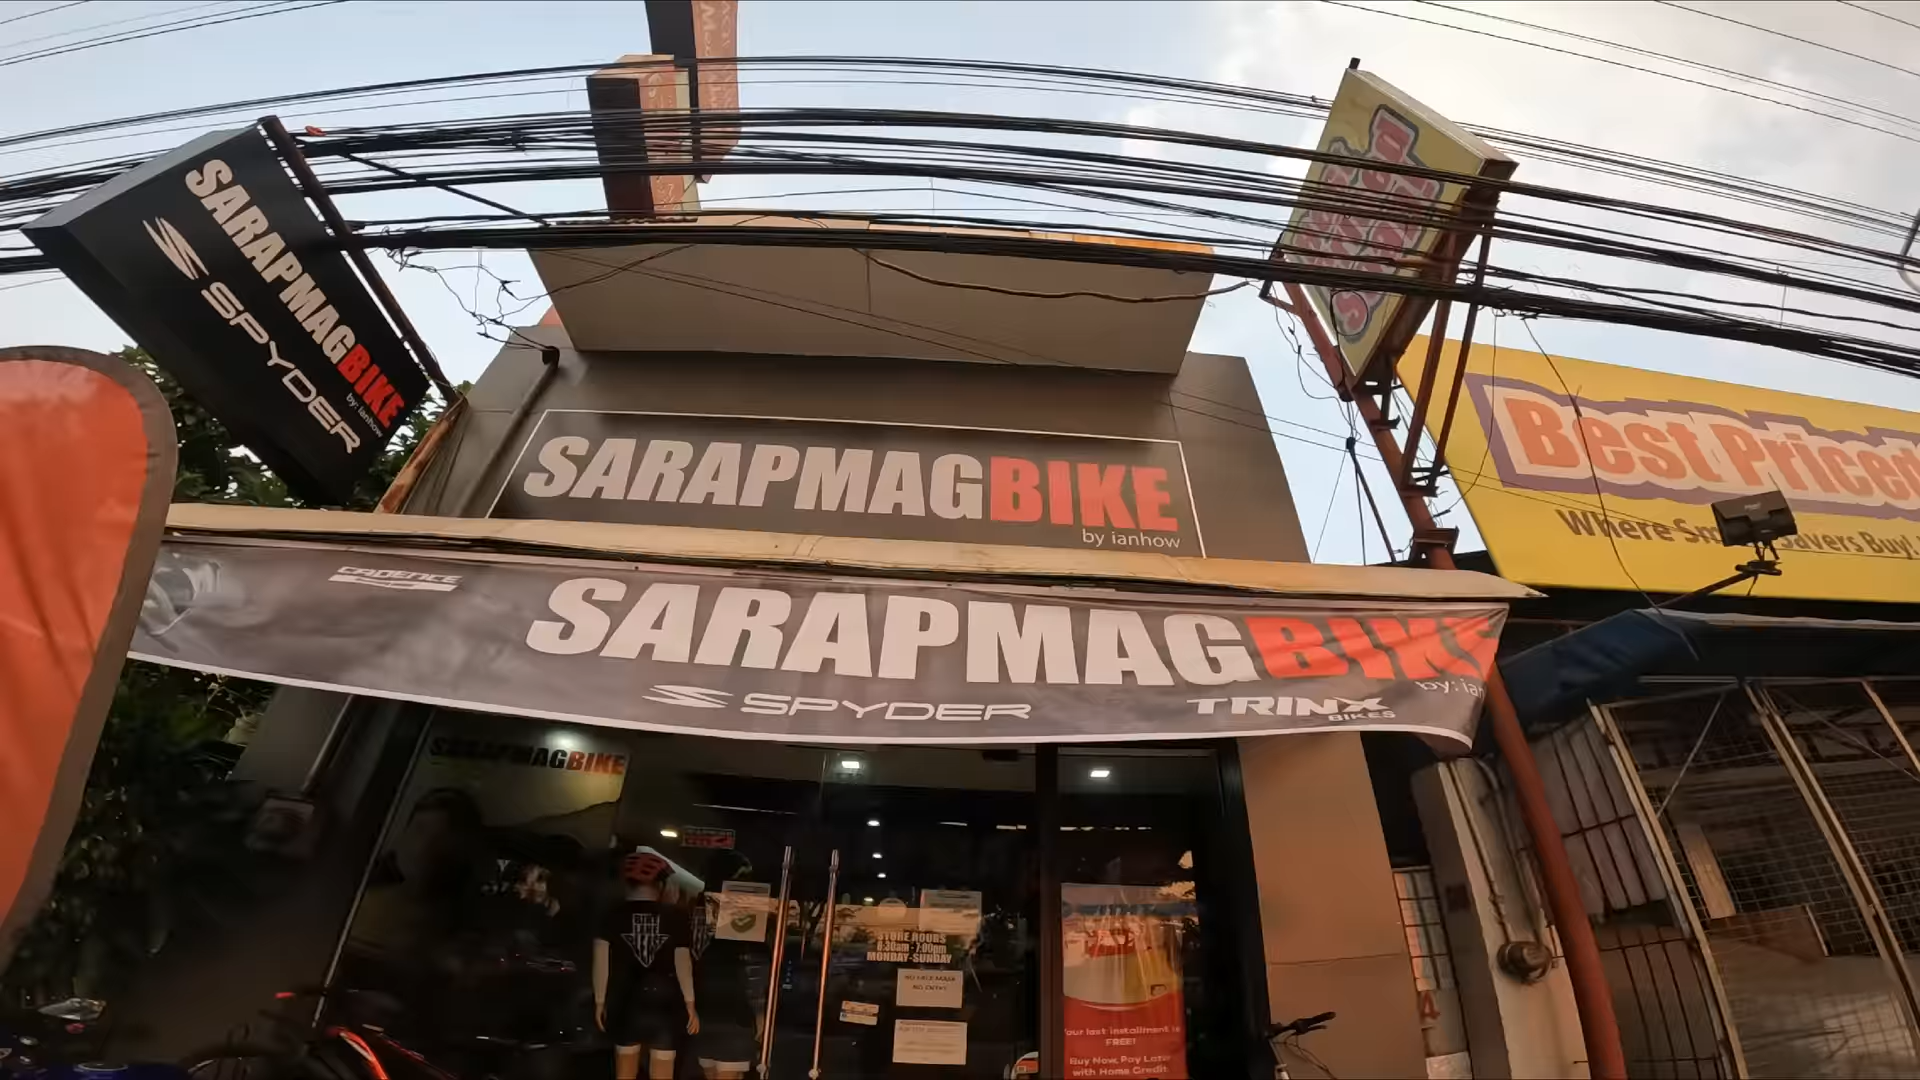 SARAPMAGBIKE
by: ianhow
SPYDER
SARAPMAGBIKE
by ianhow
Best Priced
Where Sm Savers Buy!
CADENCE
SARAPMAGBIKE
by: ian
SPYDER
TRINX
BIKES
SARAPMAGBIKE
STORE HOURS
8:30am - 7:00pm
MONDAY-SUNDAY
NO FACE MASK
NO ENTRY
Your last installment is
FREE!
Buy Now, Pay Later
with Home Credit.